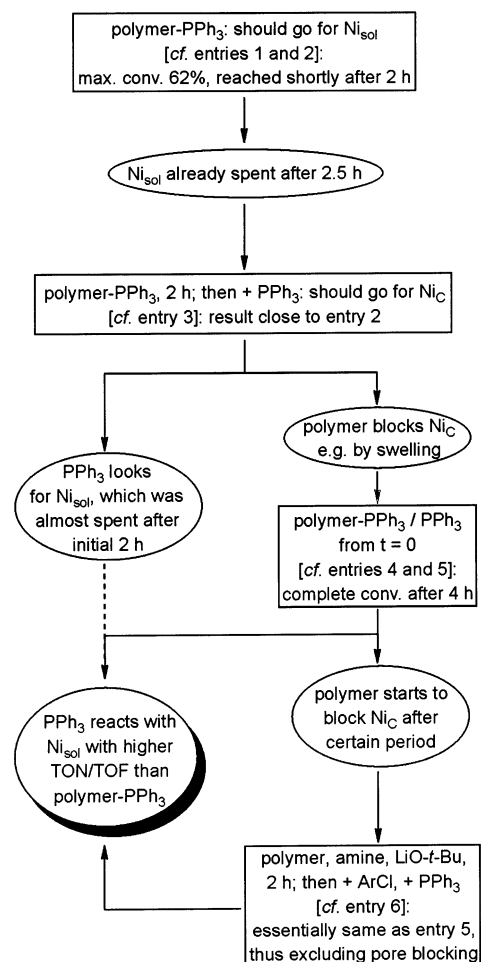 polymer-PPh3: should go for Nisol
[cf. entries 1 and 2]:
max. conv. 62%, reached shortly after 2 h
Nisol already spent after 2.5 h
polymer-PPh3, 2 h; then + PPh3: should go for NiC
[cf. entry 3]: result close to entry 2
PPh3 looks
for Nisol, which was
almost spent after
initial 2 h
polymer blocks NiC
e.g. by swelling
polymer-PPh3 / PPh3
from t = 0
[cf. entries 4 and 5]:
complete conv. after 4 h
PPh3 reacts with
Nisol with higher
TON/TOF than
polymer-PPh3
polymer starts to
block NiC after
certain period
polymer, amine, LiO-t-Bu,
2 h; then + ArCl, + PPh3
[cf. entry 6]:
essentially same as entry 5,
thus excluding pore blocking